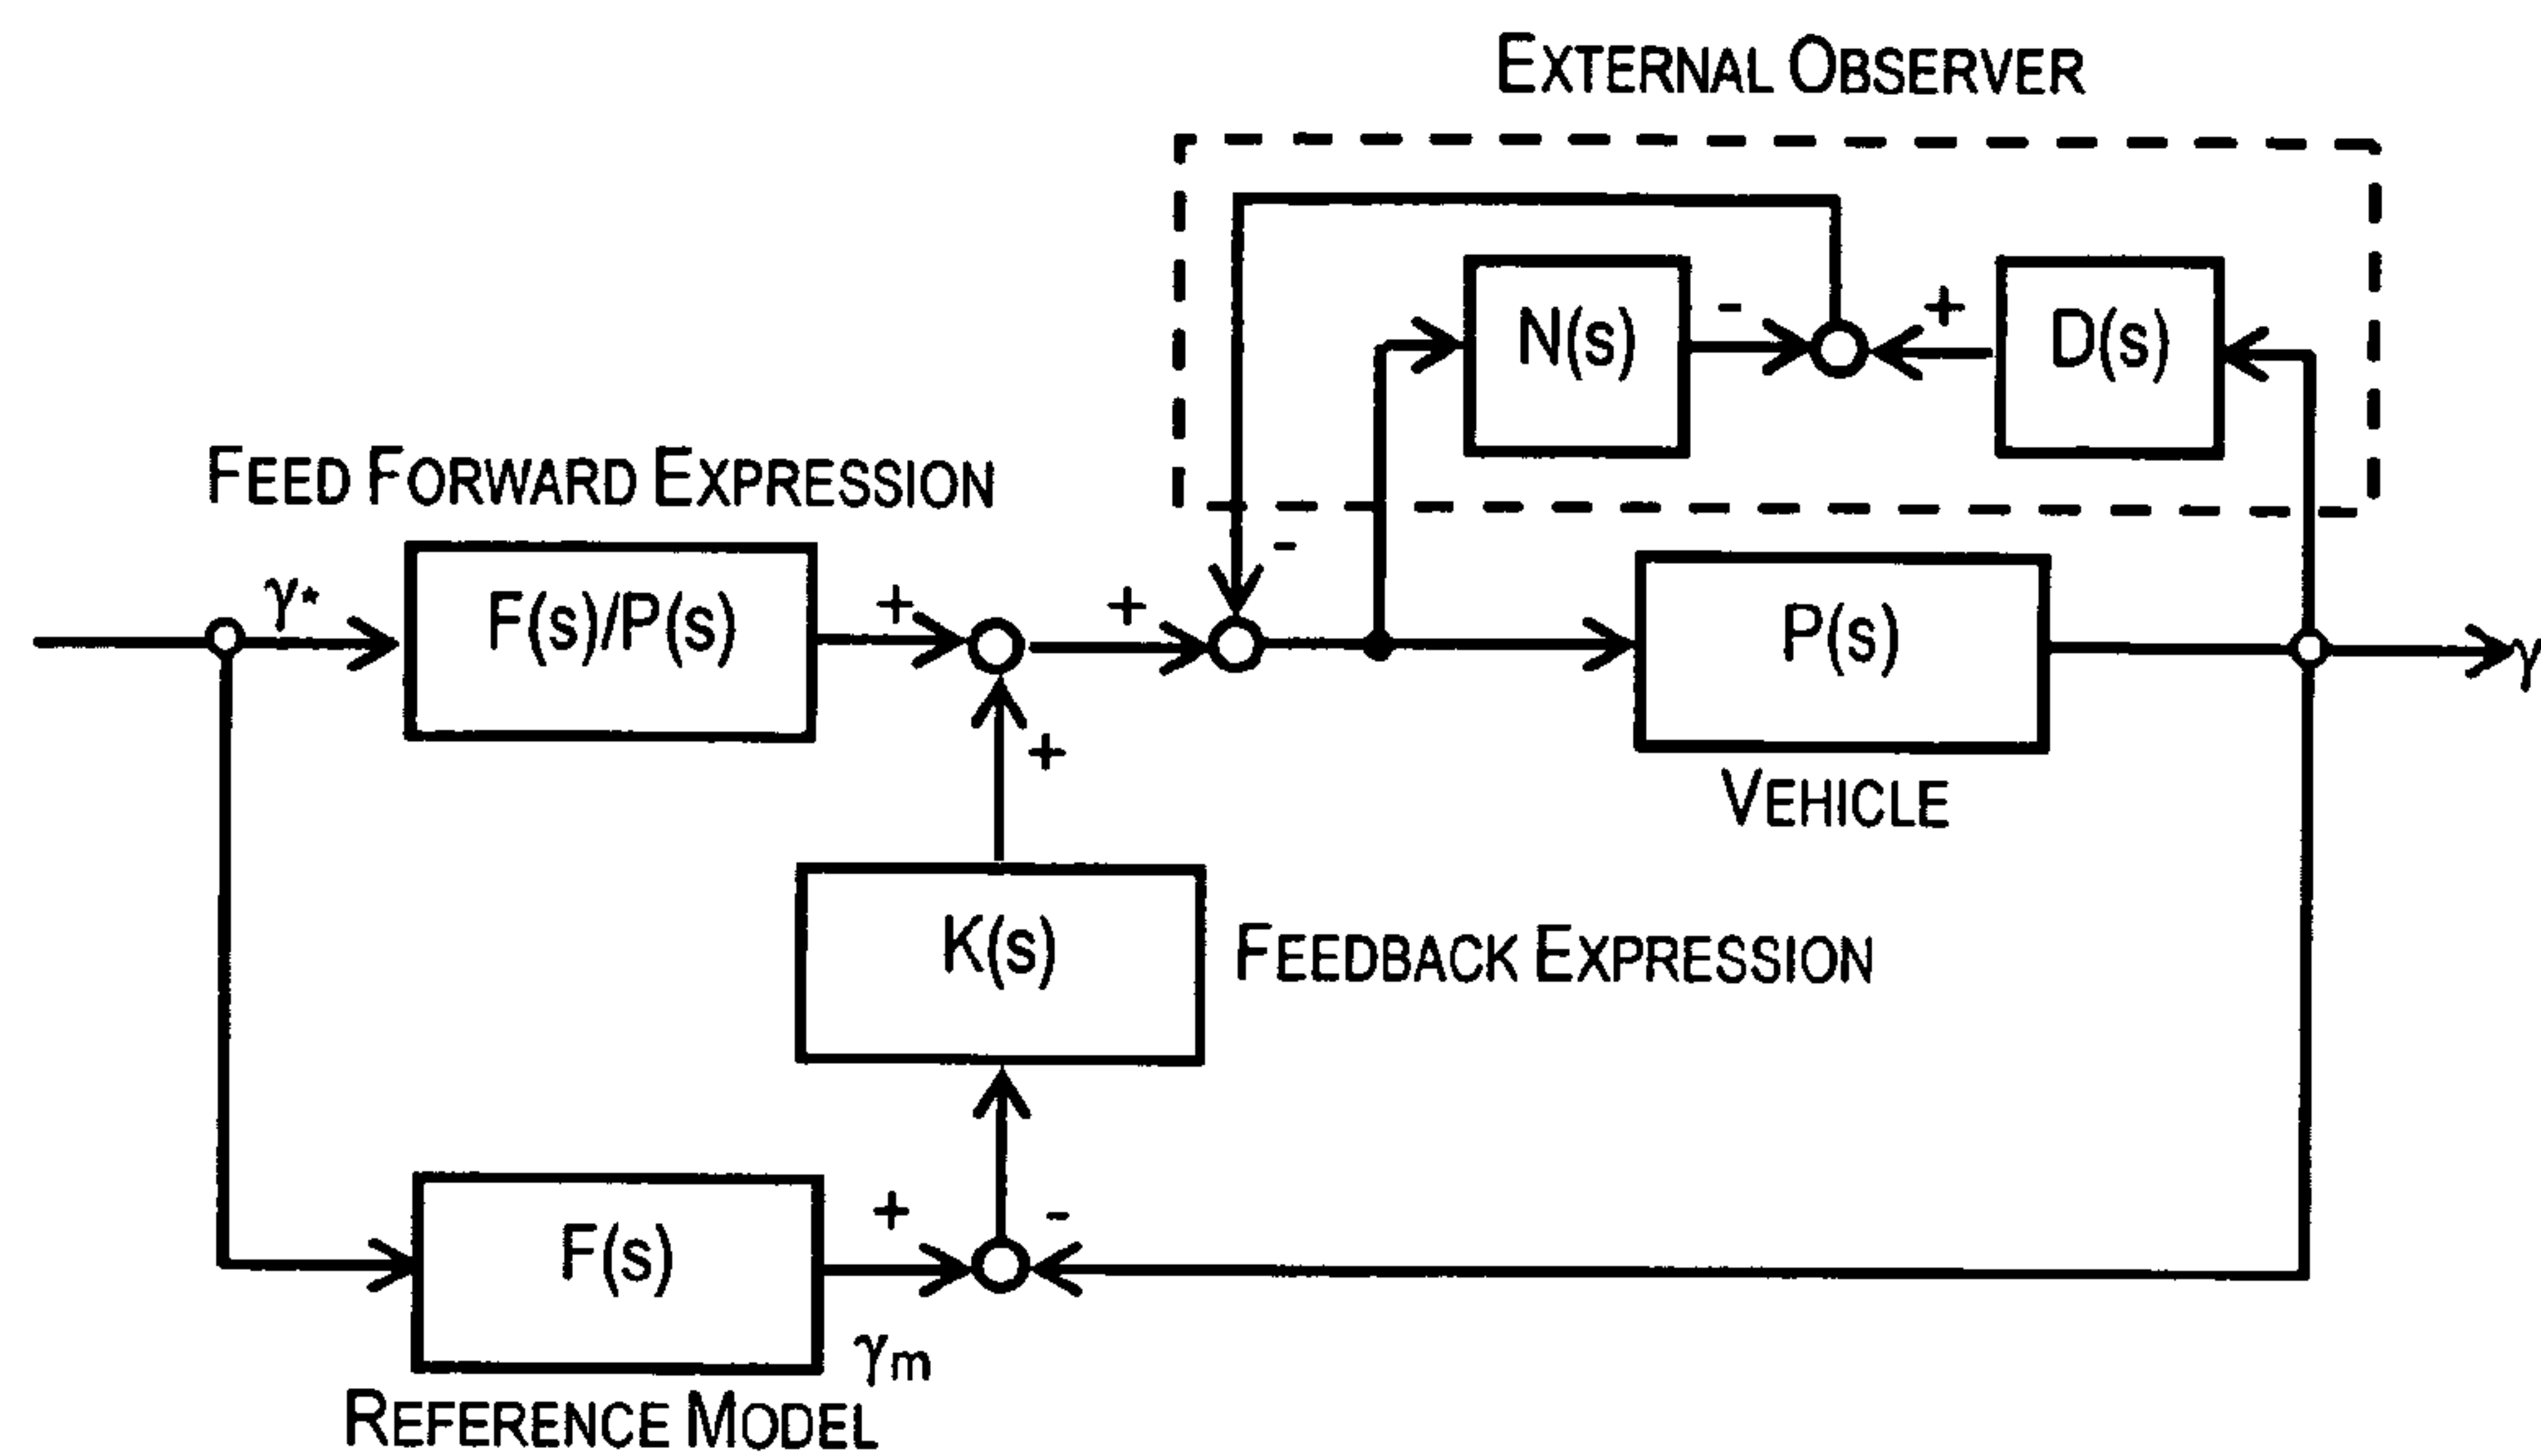 EXTERNAL OBSERVER
N(s)
-
+
D(s)
FEED FORWARD EXPRESSION
-
γ*
F(s)/P(s)
+
+
P(s)
γ
+
VEHICLE
K(s)
FEEDBACK EXPRESSION
F(s)
+
-
γm
REFERENCE MODEL